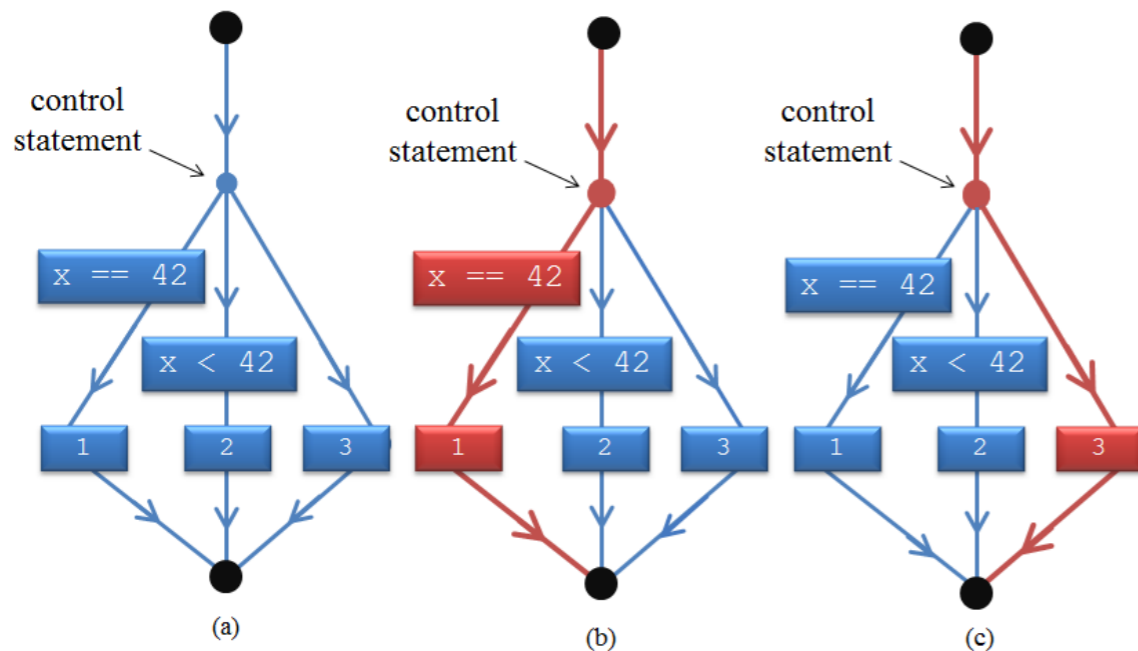 control
statement
x == 42
x < 42
1
2
3
(a)
control
statement
x == 42
x < 42
1
2
3
(b)
control
statement
x == 42
x < 42
1
2
3
(c)